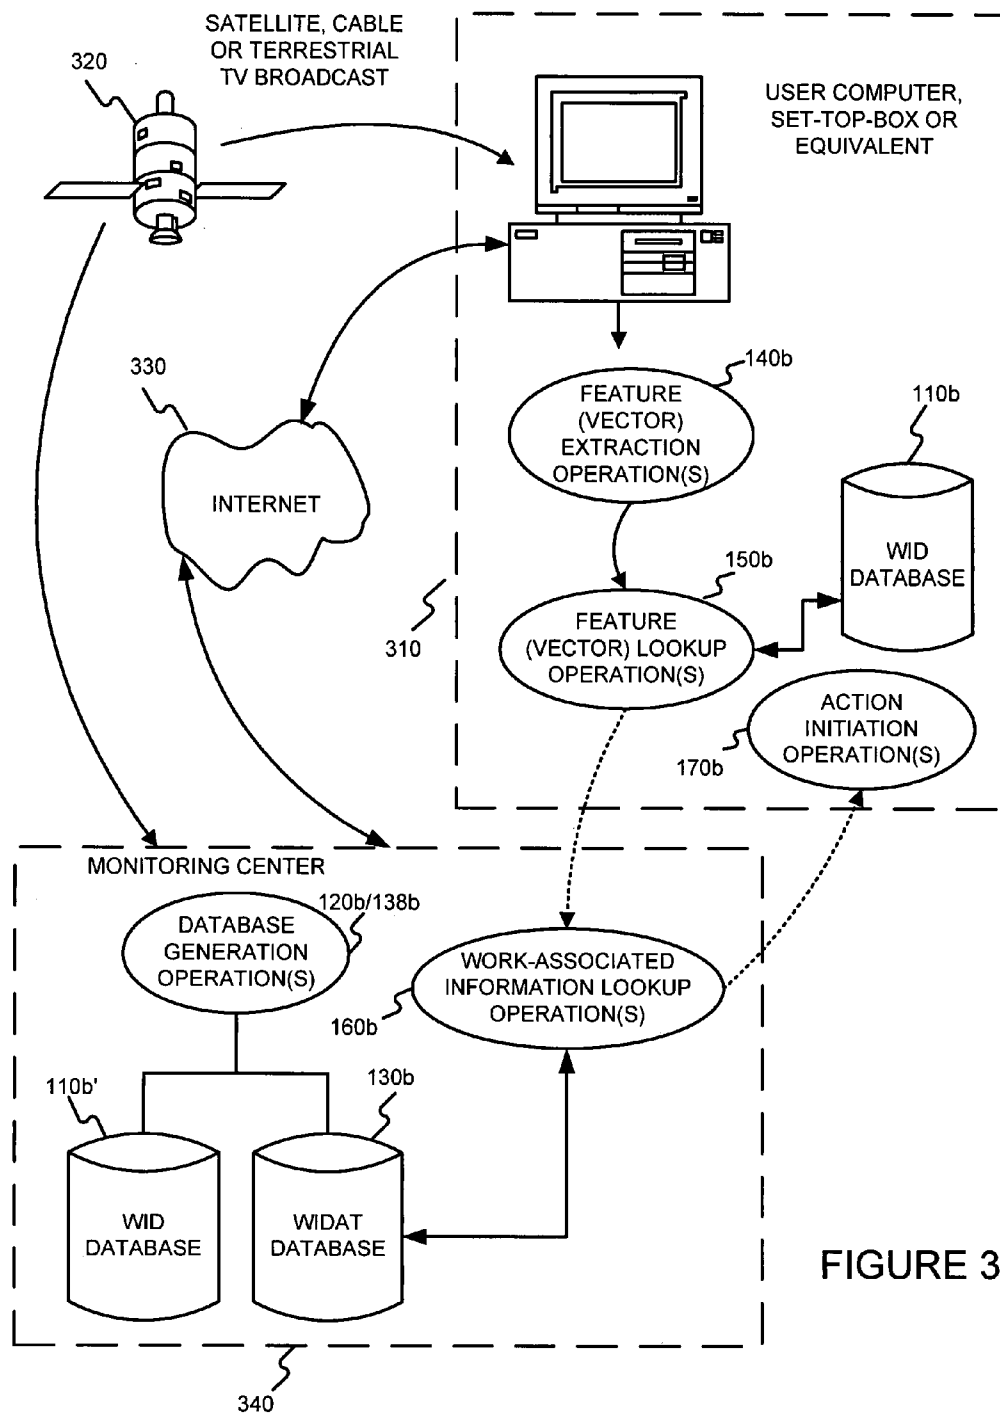 SATELLITE, CABLE
OR TERRESTRIAL
TV BROADCAST
320
USER COMPUTER,
SET-TOP-BOX OR
EQUIVALENT
330
INTERNET
140b
FEATURE
(VECTOR)
EXTRACTION
OPERATION(S)
110b
WID
DATABASE
150b
FEATURE
(VECTOR) LOOKUP
OPERATION(S)
310
ACTION
INITIATION
OPERATION(S)
170b
MONITORING CENTER
120b/138b
DATABASE
GENERATION
OPERATION(S)
WORK-ASSOCIATED
INFORMATION LOOKUP
OPERATION(S)
160b
110b'
130b
WID
DATABASE
WIDAT
DATABASE
FIGURE 3
340